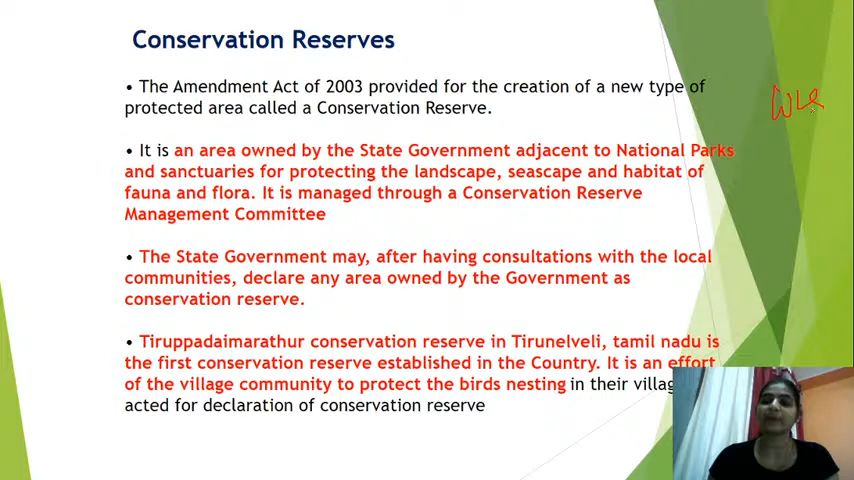 Conservation Reserves
• The Amendment Act of 2003 provided for the creation of a new type of
protected area called a Conservation Reserve.
• It is an area owned by the State Government adjacent to National Parks
and sanctuaries for protecting the landscape, seascape and habitat of
fauna and flora. It is managed through a Conservation Reserve
Management Committee
• The State Government may, after having consultations with the local
communities, declare any area owned by the Government as
conservation reserve.
• Tiruppadaimarathur conservation reserve in Tirunelveli, tamil nadu is
the first conservation reserve established in the Country. It is an effort
of the village community to protect the birds nesting in their
acted for declaration of conservation reserve